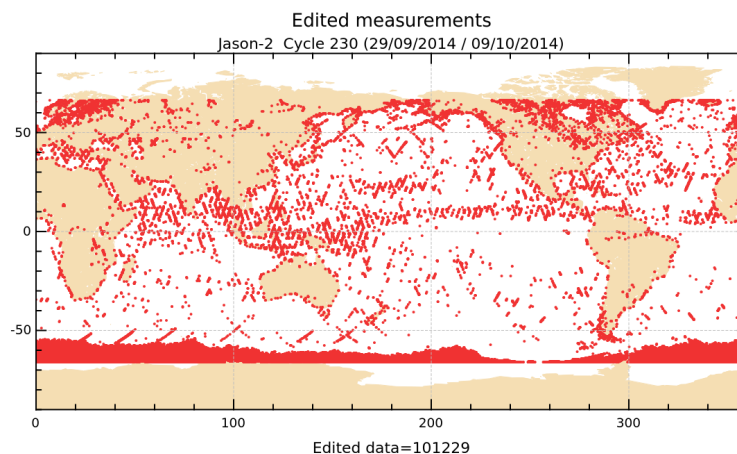 Edited measurements
Jason-2 Cycle 230 (29/09/2014 / 09/10/2014)
50
0
-50
0 100 200 300
Edited data=101229